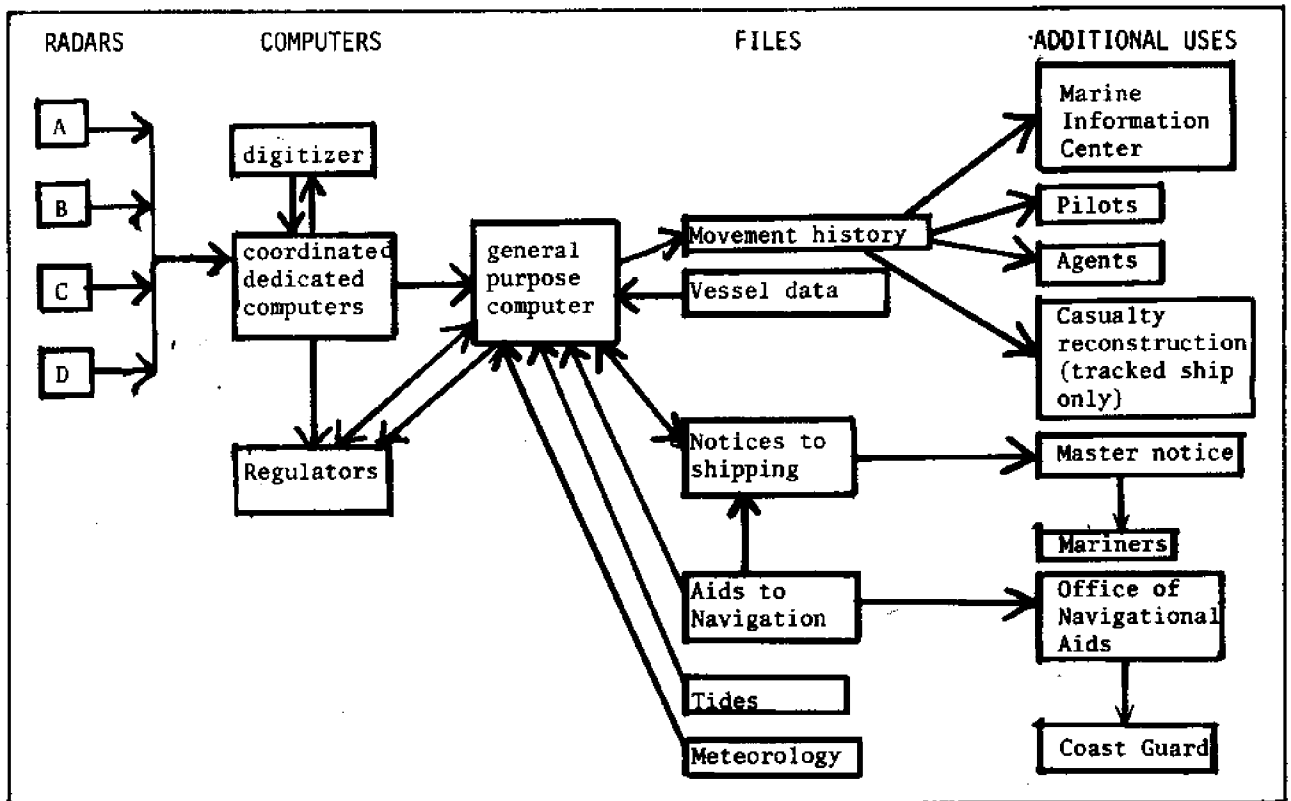 RADARS
COMPUTERS
FILES
ADDITIONAL USES
A
B
C
D
digitizer
coordinated
dedicated
computers
Regulators
general
purpose
computer
Movement history
Vessel data
Notices to
shipping
Aids to
Navigation
Tides
Meteorology
Marine
Information
Center
Pilots
Agents
Casualty
reconstruction
(tracked ship
only)
Master notice
Mariners
Office of
Navigational
Aids
Coast Guard